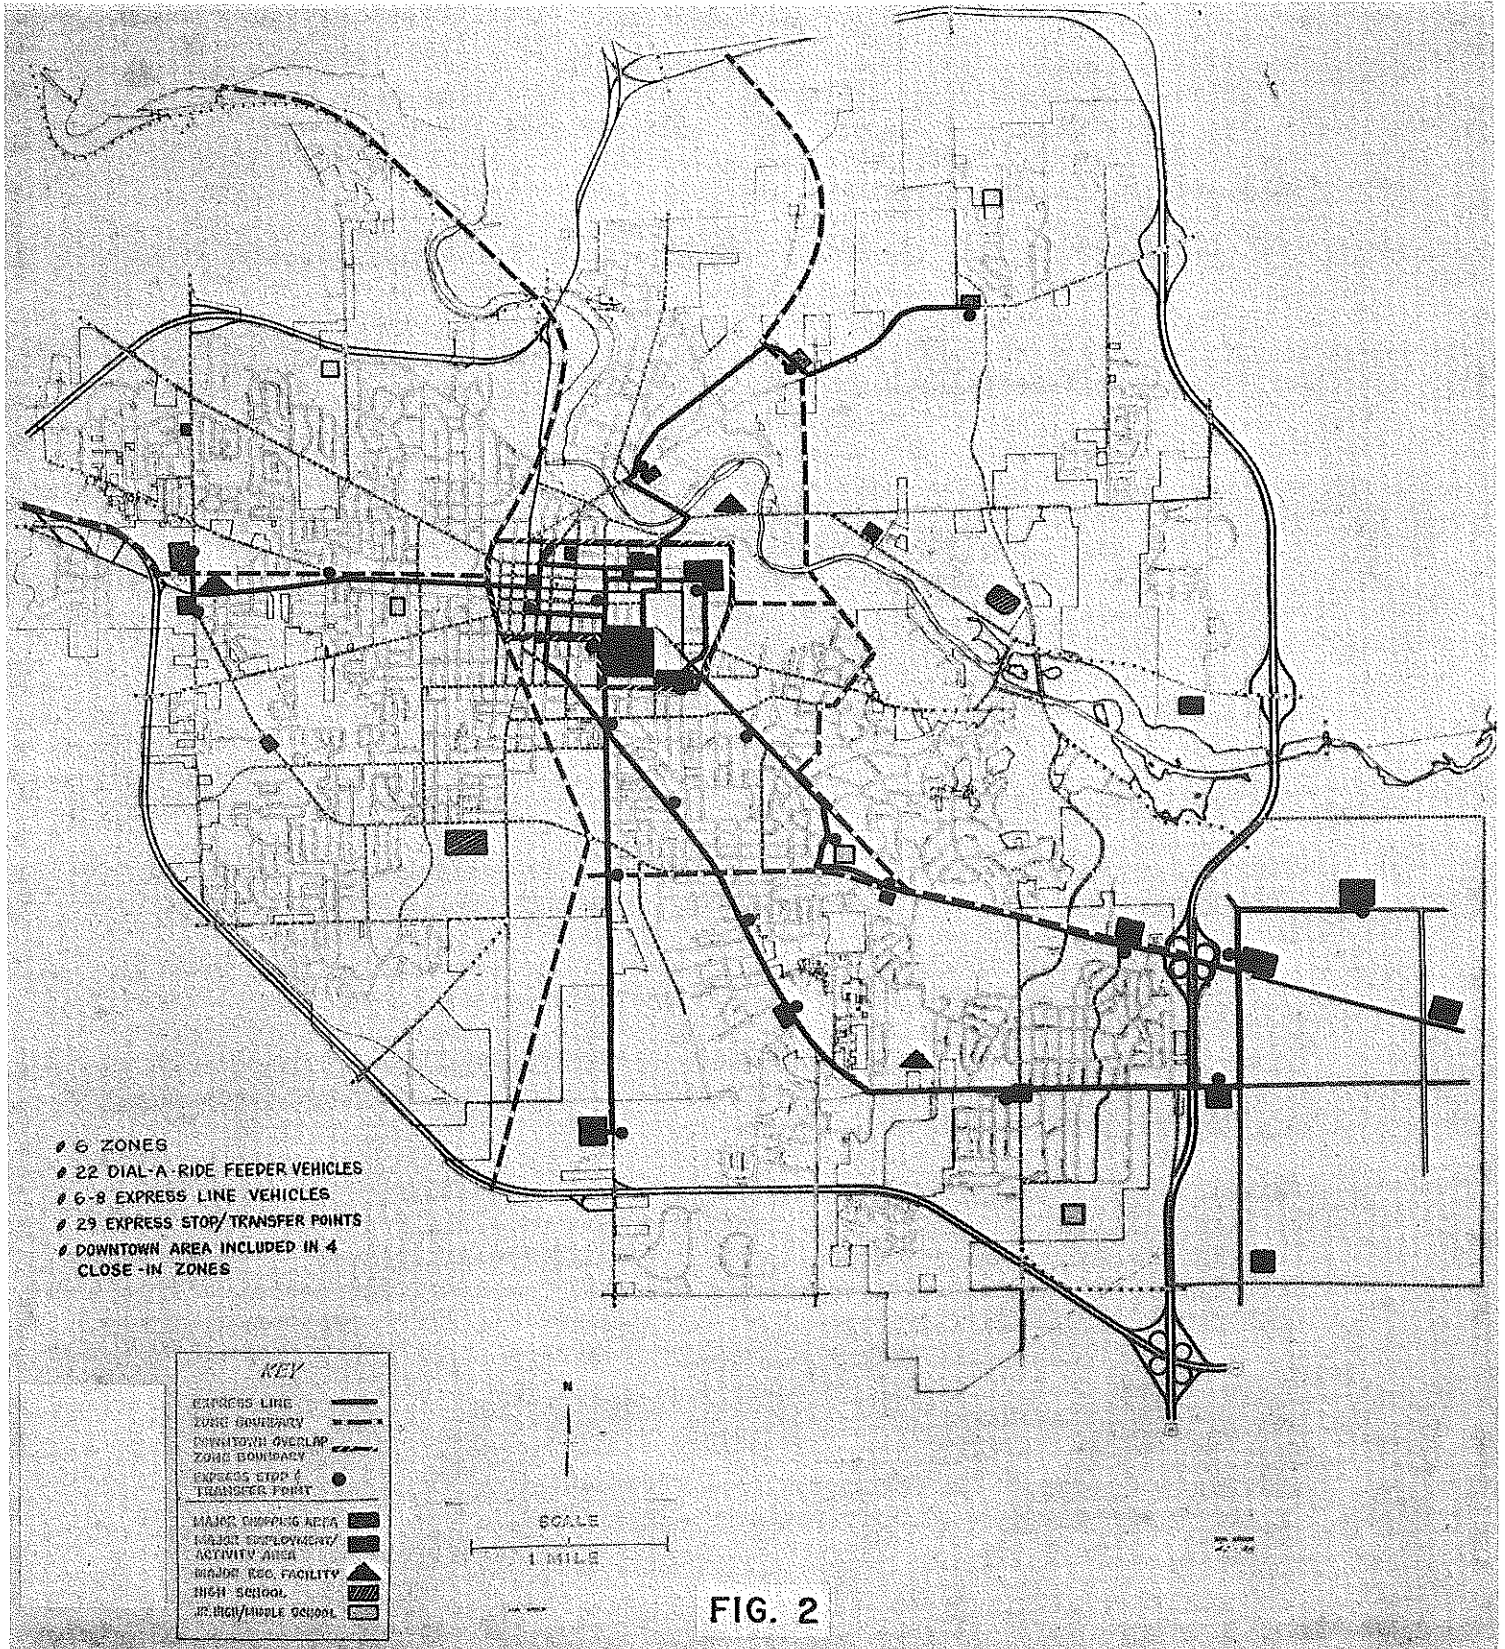 6 ZONES
22 DIAL-A-RIDE FEEDER VEHICLES
6-8 EXPRESS LINE VEHICLES
29 EXPRESS STOP/TRANSFER POINTS
DOWNTOWN AREA INCLUDED IN 4
CLOSE-IN ZONES
KEY
EXPRESS LINE
ZONE BOUNDARY
DOWNTOWN OVERLAP
ZONE BOUNDARY
EXPRESS STOP &
TRANSFER POINT
MAJOR SHOPPING AREA
MAJOR EMPLOYMENT/
ACTIVITY AREA
MAJOR REC. FACILITY
HIGH SCHOOL
JR. HIGH/MIDDLE SCHOOL
N
SCALE
1 MILE
FIG. 2